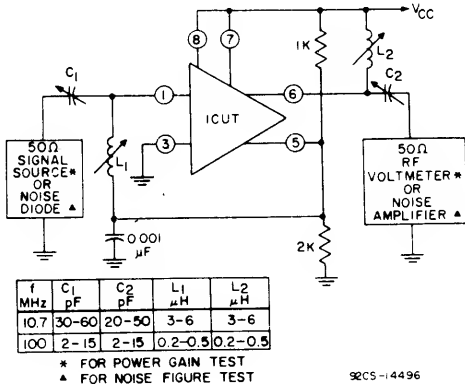 VCC
8
7
1K
L2
C1
C2
1
6
ICUT
3
5
L1
50Ω
SIGNAL
SOURCE*
OR
NOISE
DIODE ▲
50Ω
RF
VOLTMETER*
OR
NOISE
AMPLIFIER ▲
0.001
µF
2K
f MHz C1 pF C2 pF L1 µH L2 µH
10.7 30-60 20-50 3-6 3-6
100 2-15 2-15 0.2-0.5 0.2-0.5
* FOR POWER GAIN TEST
▲ FOR NOISE FIGURE TEST
92CS-14496